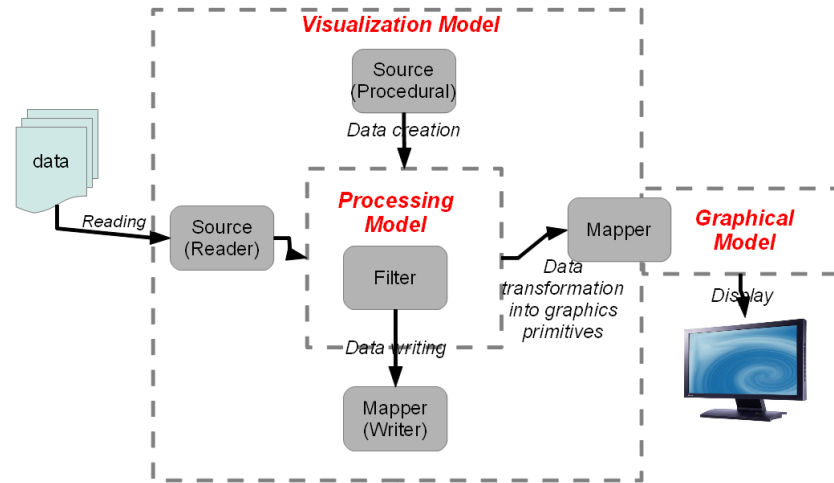 Visualization Model
Source
(Procedural)
Data creation
data
Reading
Source
(Reader)
Processing
Model
Filter
Data writing
Mapper
(Writer)
Data
transformation
into graphics
primitives
Mapper
Graphical
Model
Display